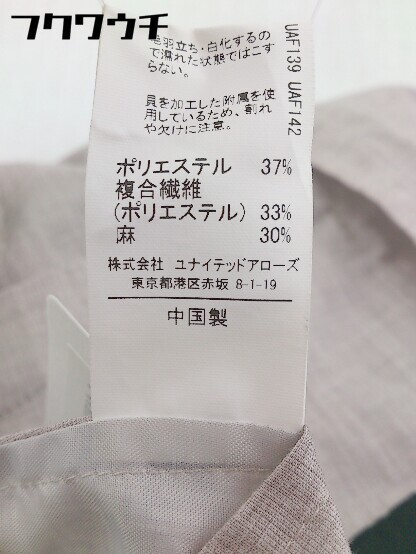 フクワウチ
毛羽立ち・白化するの
で濡れた状態ではこす
らない。
貝を加工した附属を使
用しているため、割れ
や欠けに注意。
ポリエステル 37%
複合繊維
(ポリエステル) 33%
麻 30%
株式会社 ユナイテッドアローズ
東京都港区赤坂 8-1-19
中国製
UAF139 UAF142